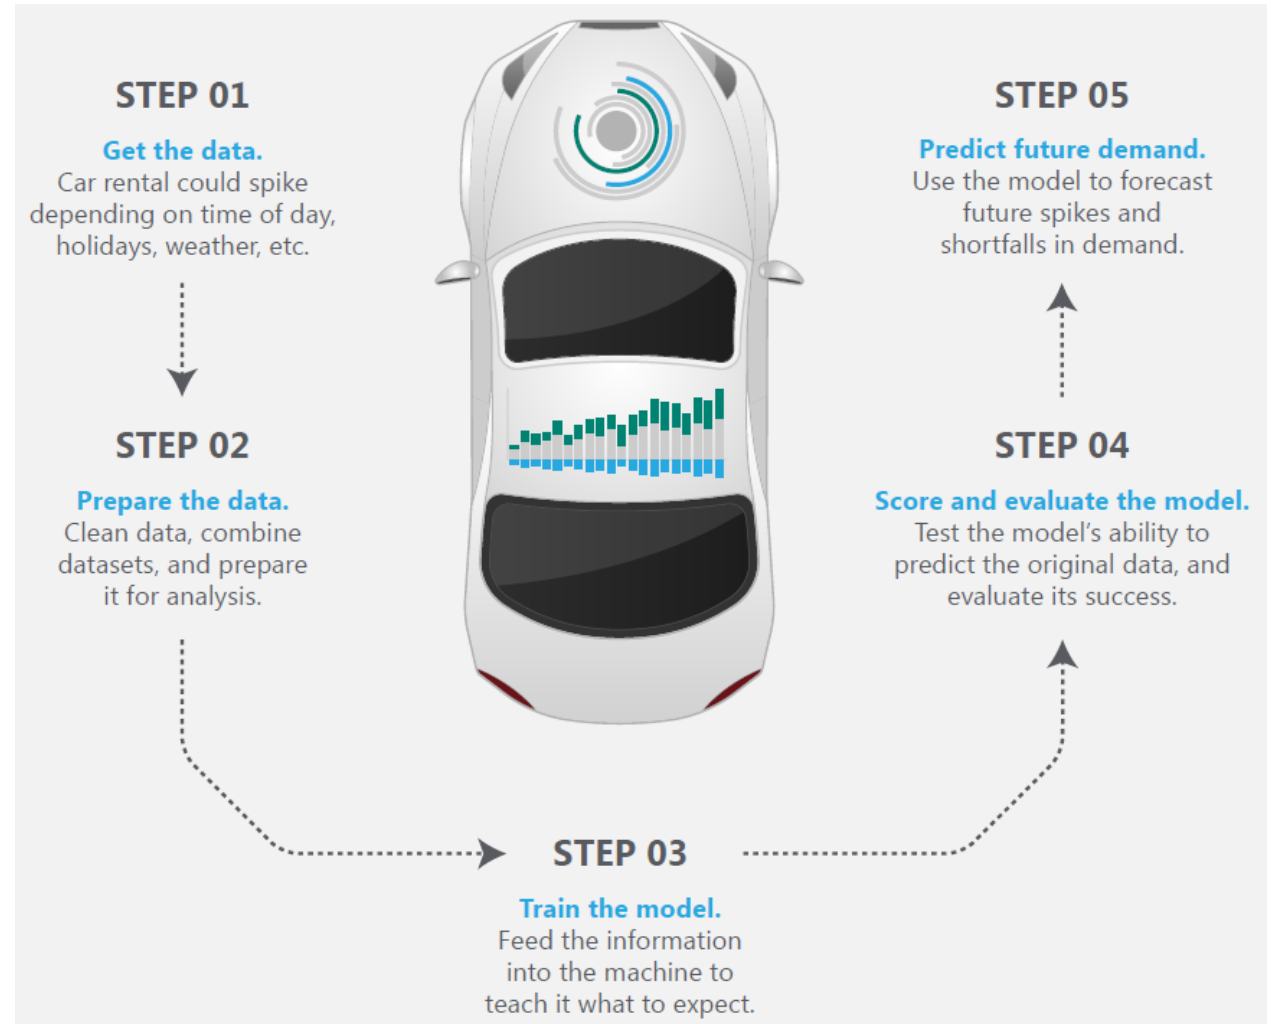 STEP 01
Get the data.
Car rental could spike
depending on time of day,
holidays, weather, etc.
STEP 02
Prepare the data.
Clean data, combine
datasets, and prepare
it for analysis.
STEP 03
Train the model.
Feed the information
into the machine to
teach it what to expect.
STEP 04
Score and evaluate the model.
Test the model’s ability to
predict the original data, and
evaluate its success.
STEP 05
Predict future demand.
Use the model to forecast
future spikes and
shortfalls in demand.